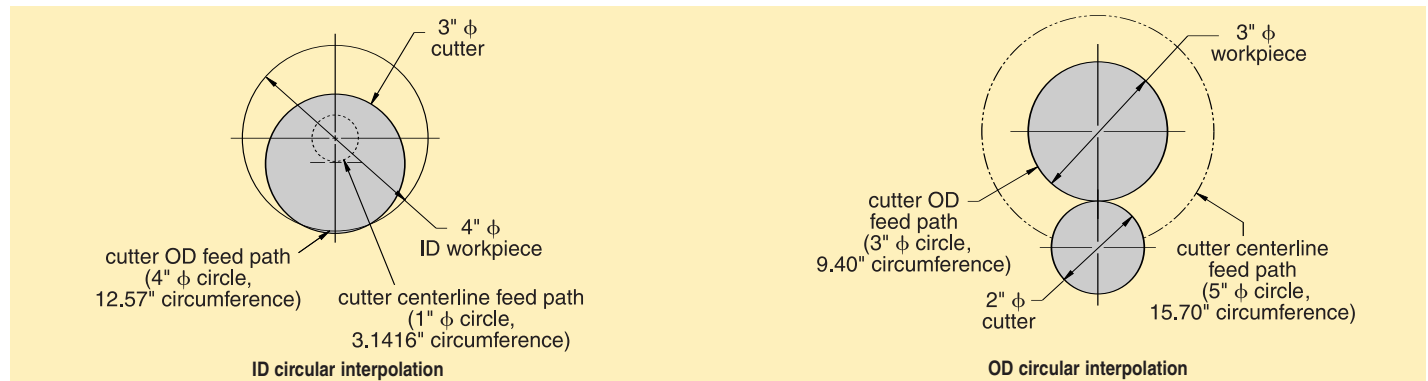 3" ϕ
cutter
4" ϕ
ID workpiece
cutter OD feed path
(4" ϕ circle,
12.57" circumference)
cutter centerline feed path
(1" ϕ circle,
3.1416" circumference)
ID circular interpolation
3" ϕ
workpiece
cutter OD
feed path
(3" ϕ circle,
9.40" circumference)
2" ϕ
cutter
cutter centerline
feed path
(5" ϕ circle,
15.70" circumference)
OD circular interpolation